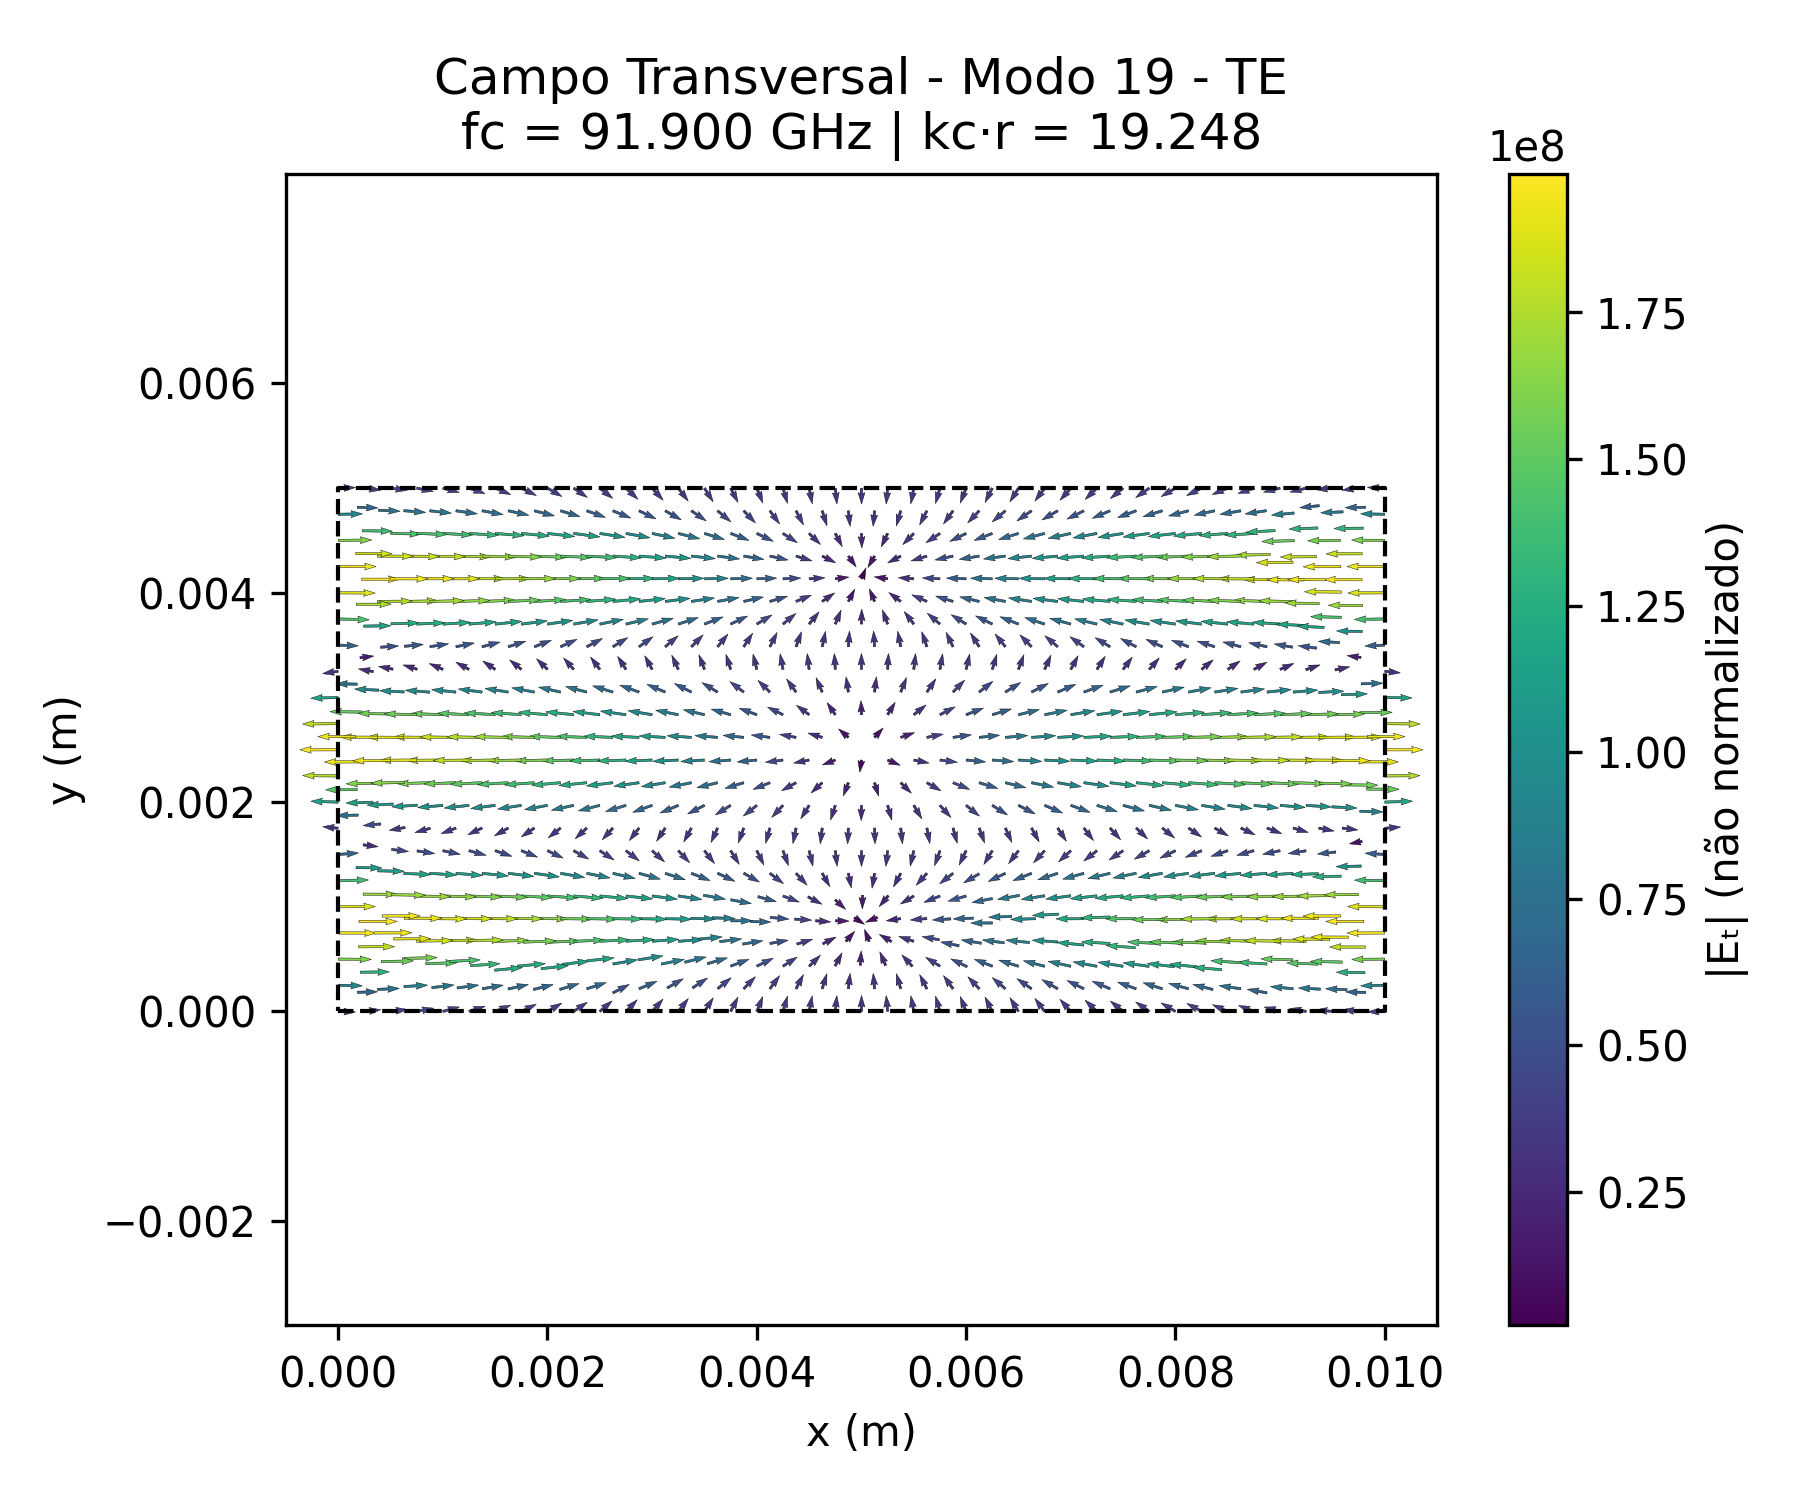 Campo Transversal - Modo 19 - TE
fc = 91.900 GHz | kc·r = 19.248
1e8
1.75
1.50
1.25
1.00
0.75
0.50
0.25
|Eₜ| (não normalizado)
0.006
0.004
0.002
0.000
−0.002
y (m)
0.000 0.002 0.004 0.006 0.008 0.010
x (m)